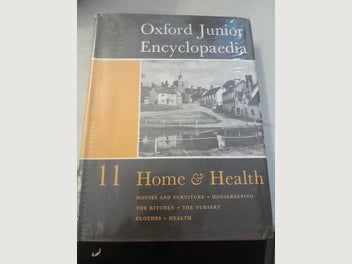 Oxford Junior
Encyclopaedia
11 Home & Health
HOUSES AND FURNITURE • HOUSEKEEPING
THE KITCHEN • THE NURSERY
CLOTHES • HEALTH